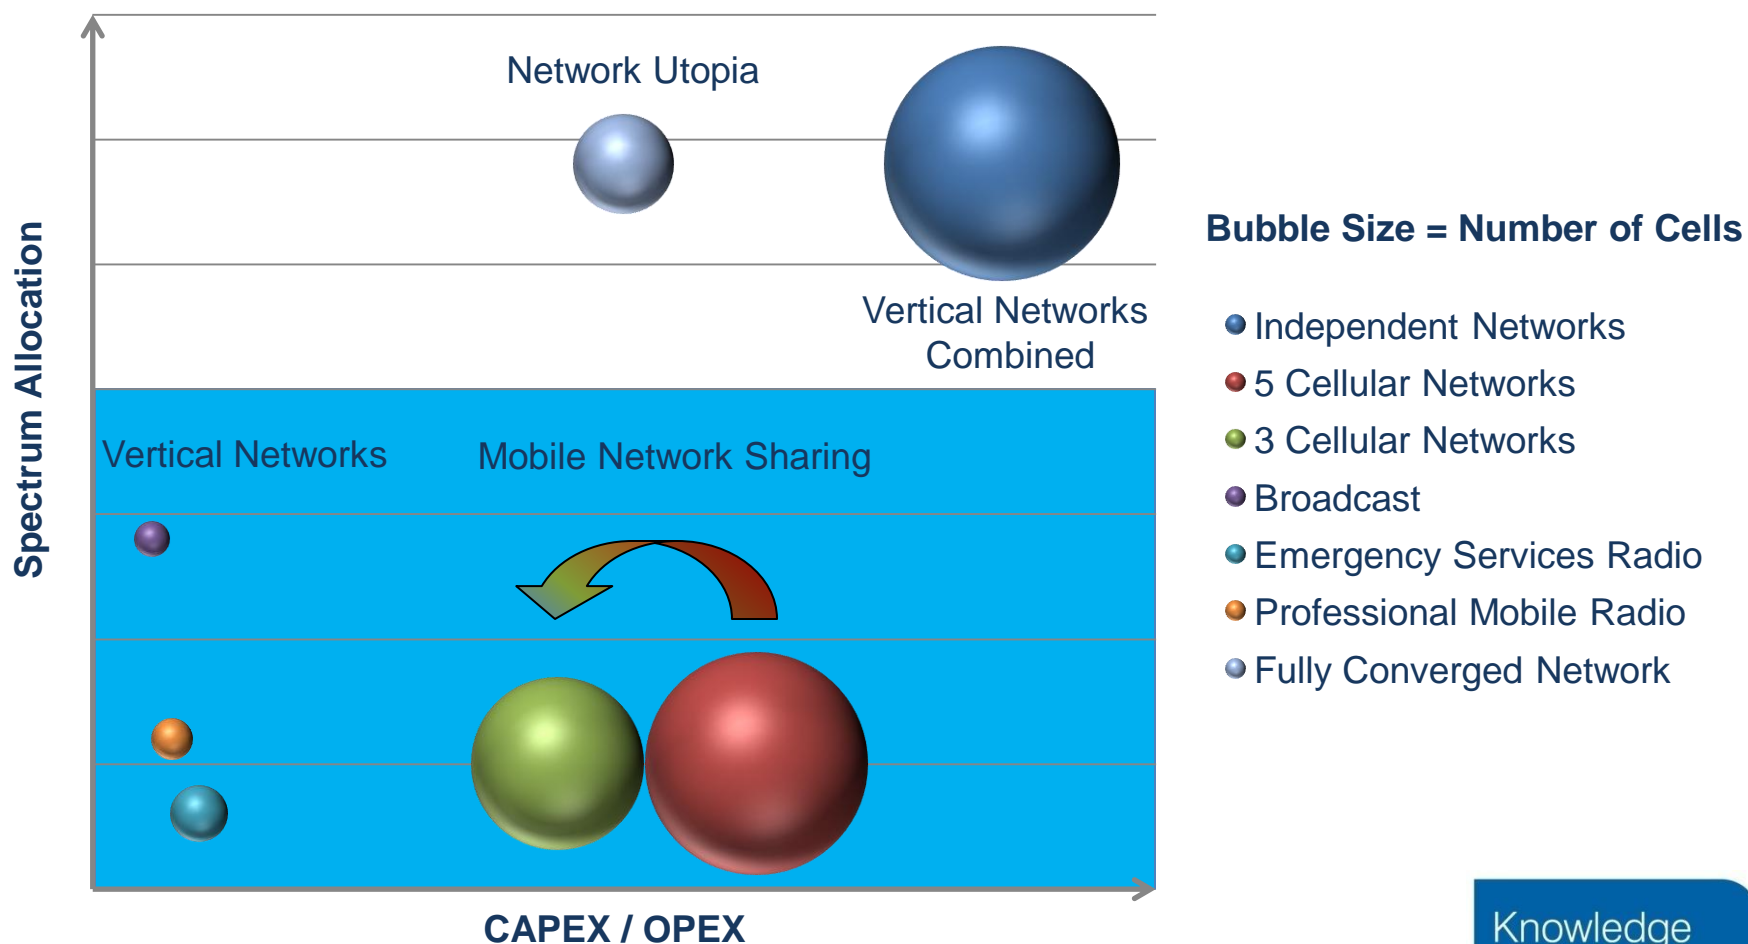 Network Utopia
Vertical Networks
Combined
Spectrum Allocation
Vertical Networks
Mobile Network Sharing
CAPEX / OPEX
Bubble Size = Number of Cells
Independent Networks
5 Cellular Networks
3 Cellular Networks
Broadcast
Emergency Services Radio
Professional Mobile Radio
Fully Converged Network
Knowledge